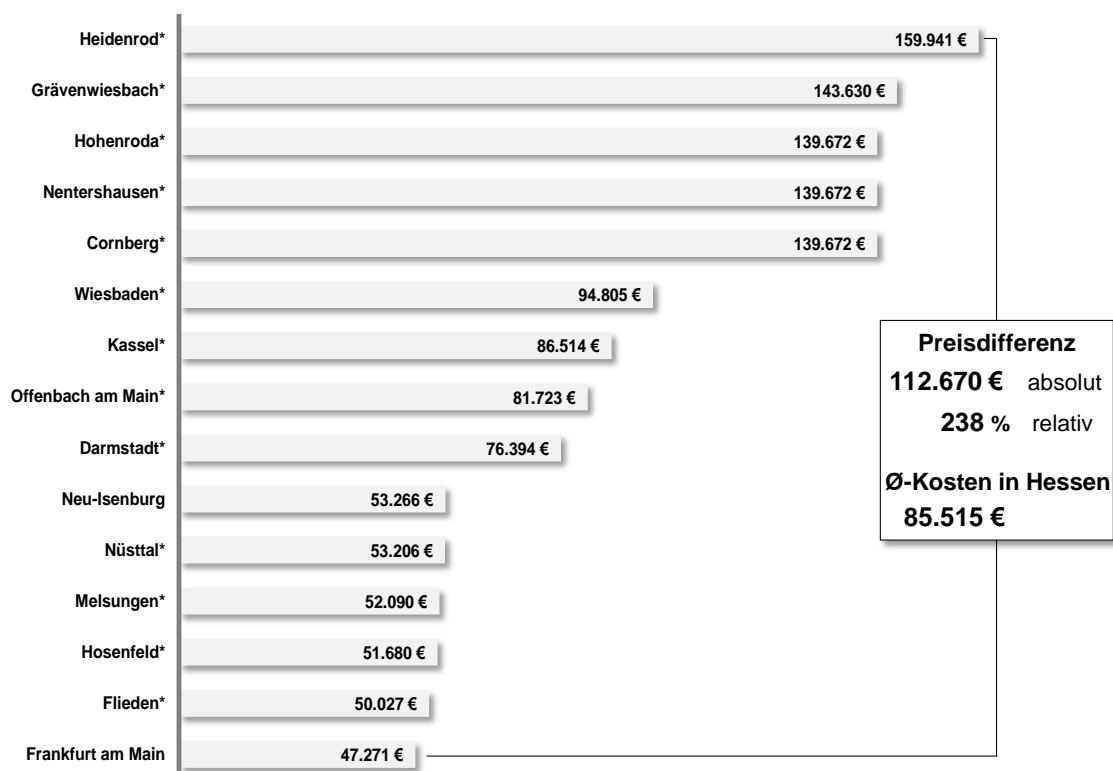 Heidenrod* 159.941 €
Grävenwiesbach* 143.630 €
Hohenroda* 139.672 €
Nentershausen* 139.672 €
Cornberg* 139.672 €
Wiesbaden* 94.805 €
Kassel* 86.514 €
Offenbach am Main* 81.723 €
Darmstadt* 76.394 €
Neu-Isenburg 53.266 €
Nüsttal* 53.206 €
Melsungen* 52.090 €
Hosenfeld* 51.680 €
Flieden* 50.027 €
Frankfurt am Main 47.271 €
Preisdifferenz
112.670 € absolut
238 % relativ
Ø-Kosten in Hessen
85.515 €